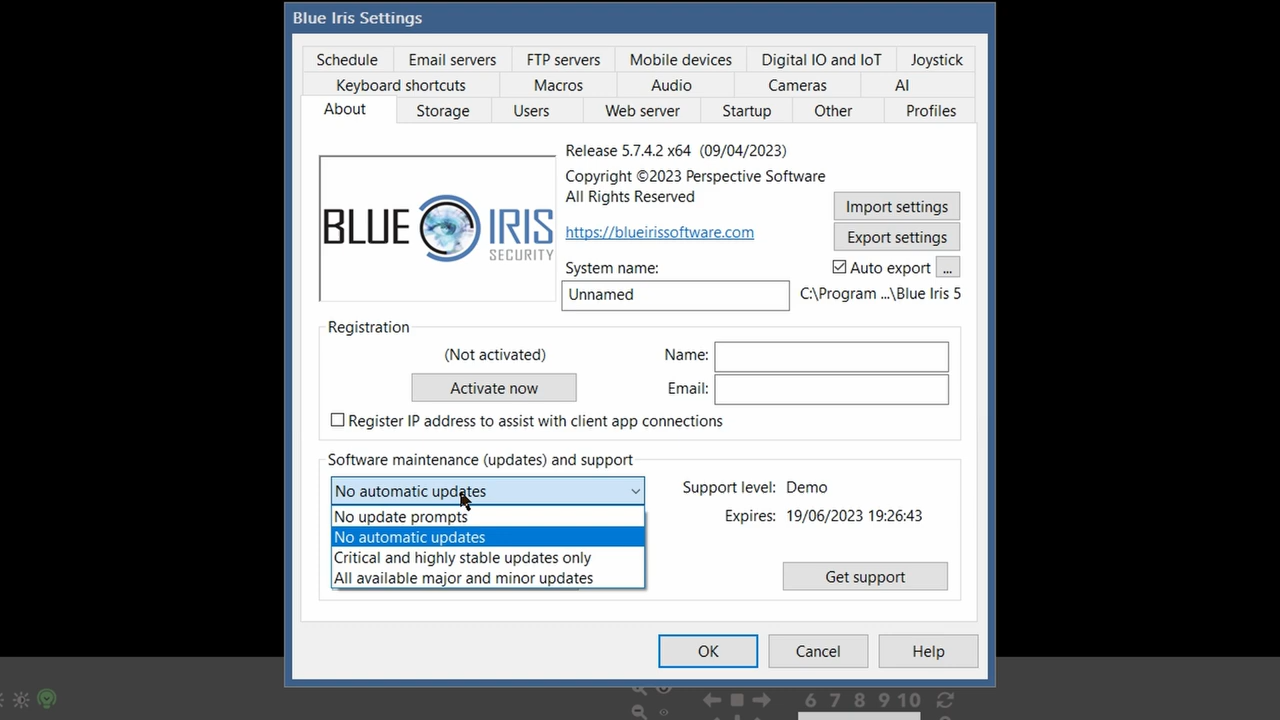 Blue Iris Settings
Schedule Email servers FTP servers Mobile devices Digital IO and IoT Joystick
Keyboard shortcuts Macros Audio Cameras AI
About Storage Users Web server Startup Other Profiles
Release 5.7.4.2 x64 (09/04/2023)
Copyright ©2023 Perspective Software
All Rights Reserved
BLUE IRIS
SECURITY
Import settings
https://blueirissoftware.com
Export settings
System name:
Auto export ...
Unnamed
C:\Program ...\Blue Iris 5
Registration
(Not activated)
Name:
Activate now
Email:
Register IP address to assist with client app connections
Software maintenance (updates) and support
No automatic updates
Support level: Demo
No update prompts
Expires: 19/06/2023 19:26:43
No automatic updates
Critical and highly stable updates only
All available major and minor updates
Get support
OK Cancel Help
6 7 8 9 10